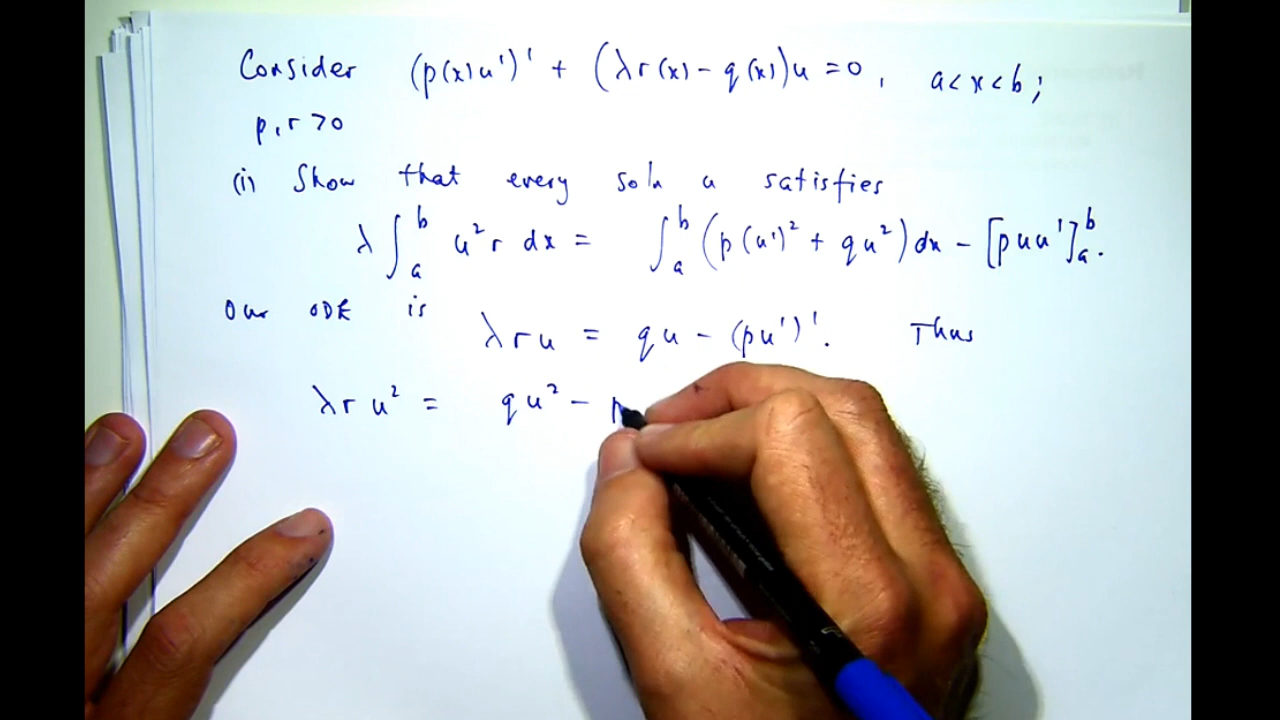 Consider (p(x)u')' + (λr(x) - q(x))u = 0, a<x<b;
p, r > 0
(i) Show that every soln u satisfies
λ∫_a^b u²r dx = ∫_a^b (p(u')² + qu²)dx - [puu']_a^b.
Our ODE is
λru = qu - (pu')'. Thus
λru² = qu² -